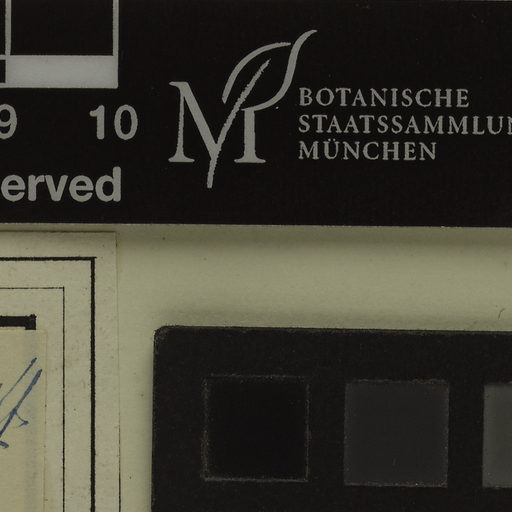 9 10
erved
BOTANISCHE
STAATSSAMMLUN
MÜNCHEN